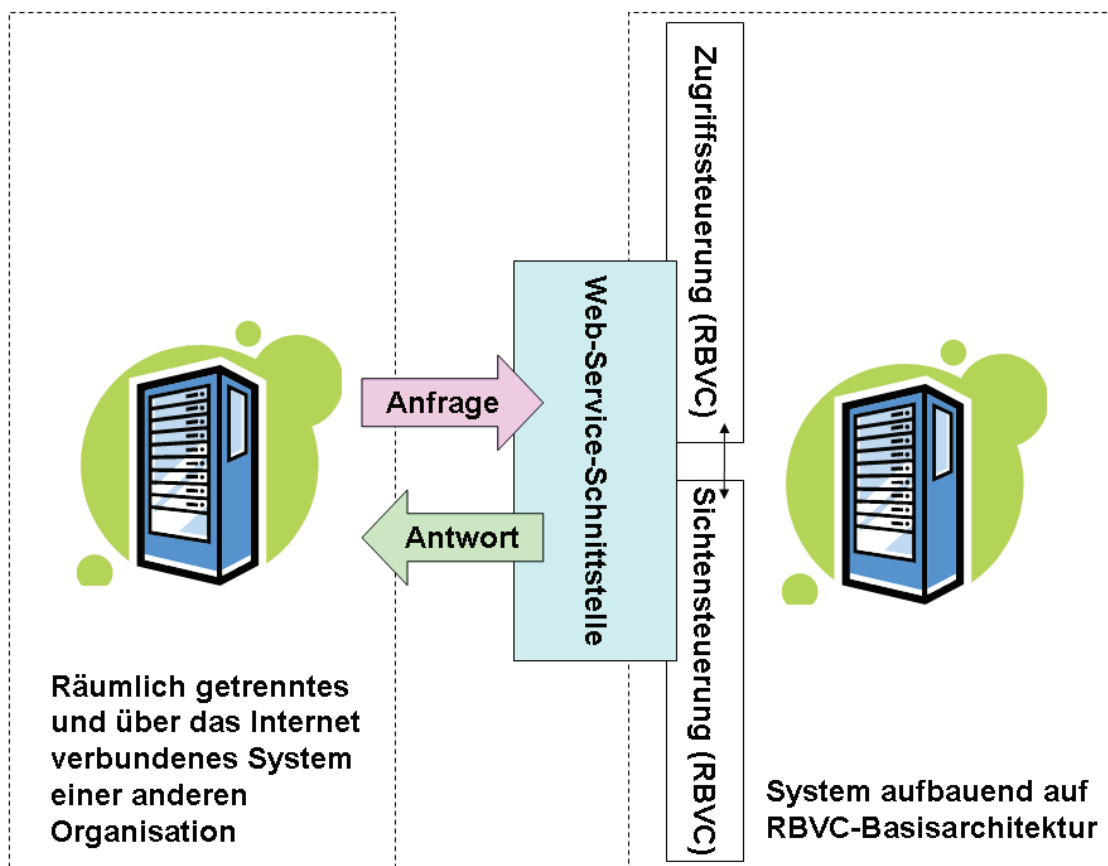 Zugriffssteuerung (RBVC)
Web-Service-Schnittstelle
Anfrage
Antwort
Sichtensteuerung (RBVC)
Räumlich getrenntes
und über das Internet
verbundenes System
einer anderen
Organisation
System aufbauend auf
RBVC-Basisarchitektur